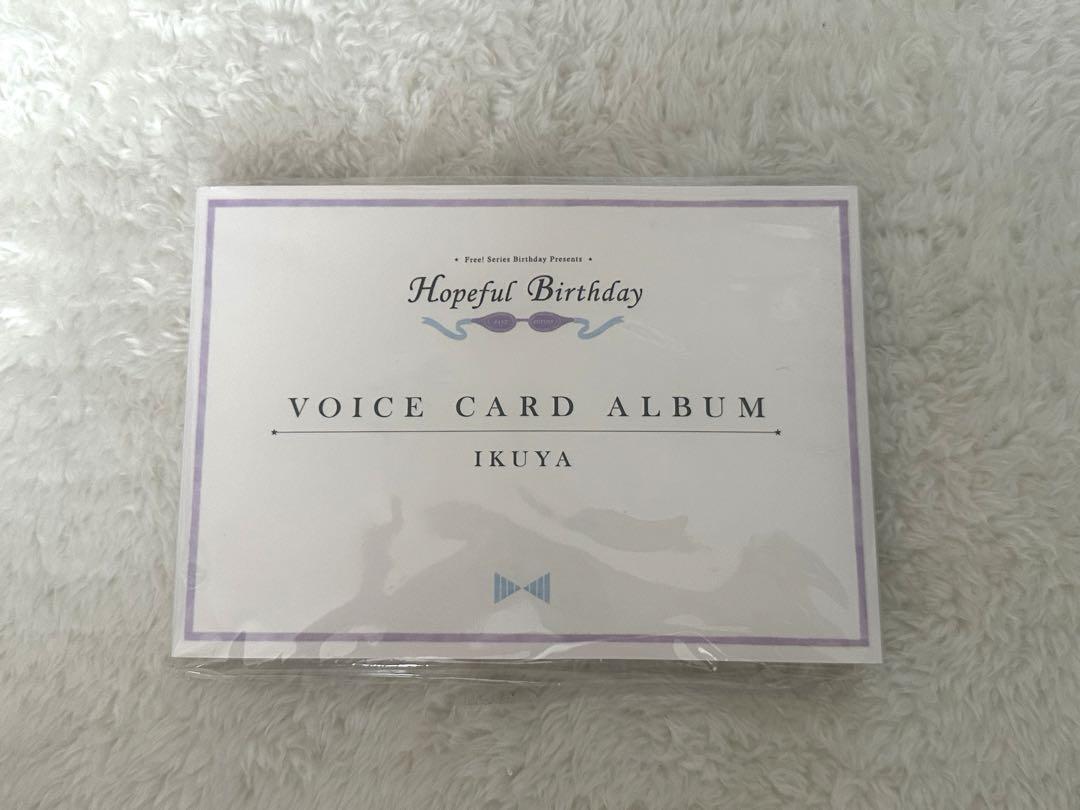 ★ Free! Series Birthday Presents ★
Hopeful Birthday
VOICE CARD ALBUM
IKUYA